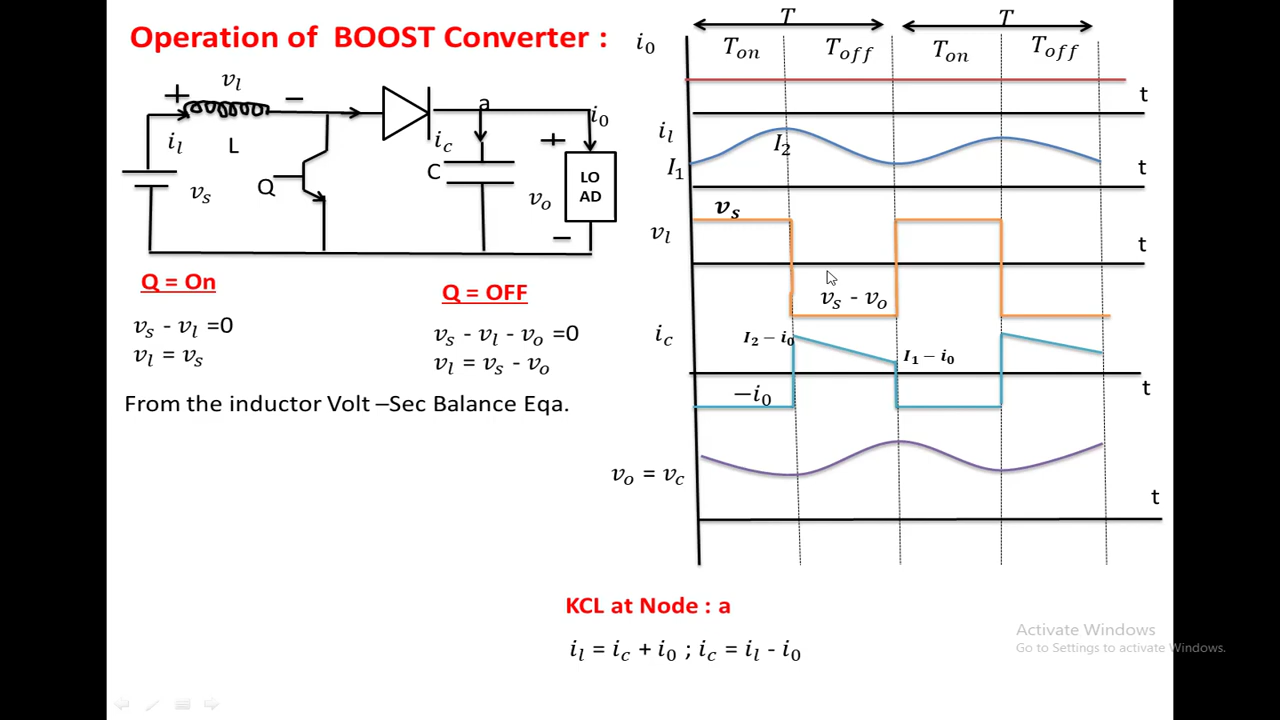 Operation of BOOST Converter :
v_l
+ −
i_l
L
v_s
Q
a
i_c
C
i_0
+
LO
AD
v_o
−
Q = On
v_s - v_l =0
v_l = v_s
Q = OFF
v_s - v_l - v_o =0
v_l = v_s - v_o
From the inductor Volt –Sec Balance Eqa.
T T
T_on T_off T_on T_off
i_0
t
i_l
I_1
I_2
t
v_s
v_l
t
v_s - v_o
i_c
I_2 − i_0
I_1 − i_0
−i_0
t
v_o = v_c
t
KCL at Node : a
i_l = i_c + i_0 ; i_c = i_l - i_0
Activate Windows
Go to Settings to activate Windows.